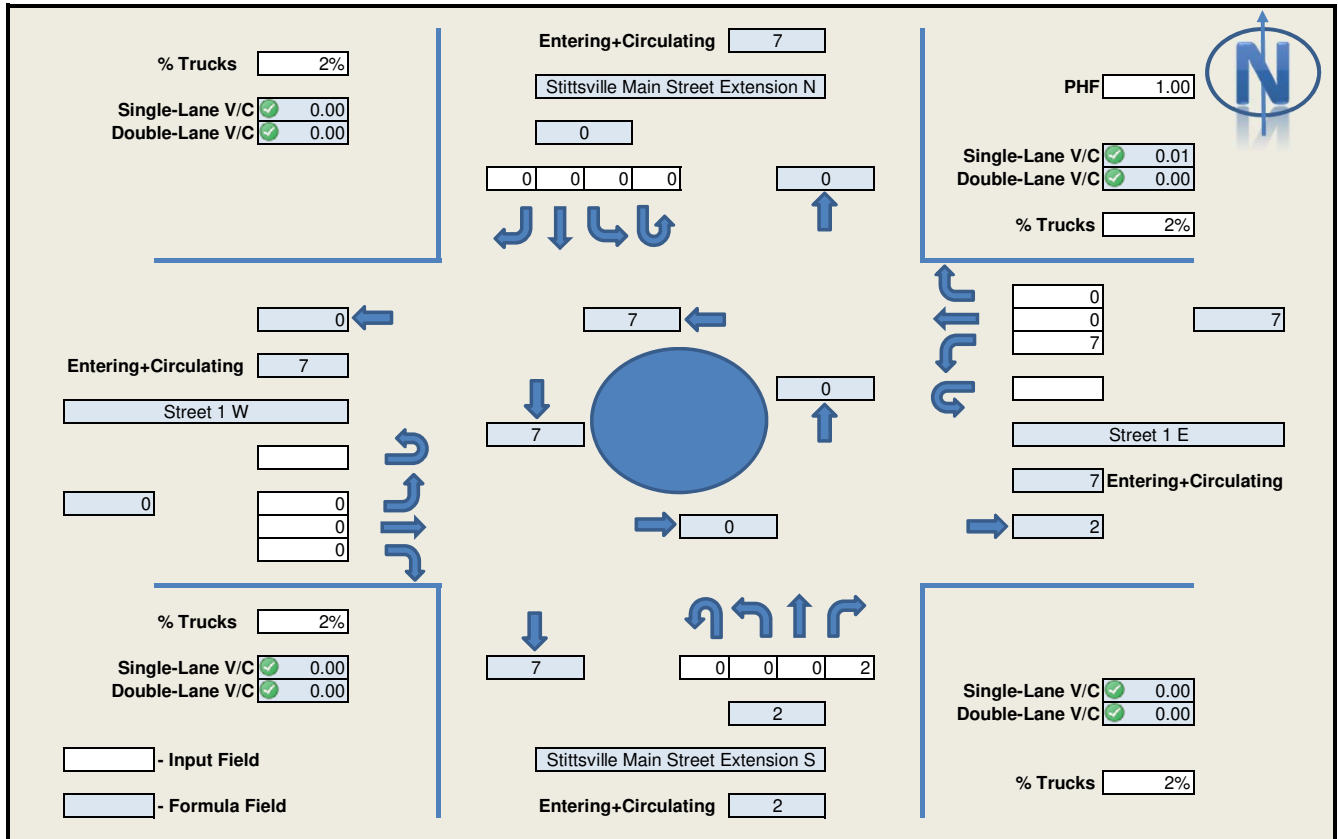 Entering+Circulating 7
% Trucks 2%
Stittsville Main Street Extension N
PHF 1.00
N
Single-Lane V/C 0.00
Double-Lane V/C 0.00
0
Single-Lane V/C 0.01
Double-Lane V/C 0.00
0 0 0 0
0
% Trucks 2%
0
0
7
0
7
7
Entering+Circulating 7
0
Street 1 W
7
Street 1 E
7 Entering+Circulating
0
0
0
0
0
2
% Trucks 2%
Single-Lane V/C 0.00
Double-Lane V/C 0.00
7
0 0 0 2
Single-Lane V/C 0.00
Double-Lane V/C 0.00
2
- Input Field
Stittsville Main Street Extension S
% Trucks 2%
- Formula Field
Entering+Circulating 2